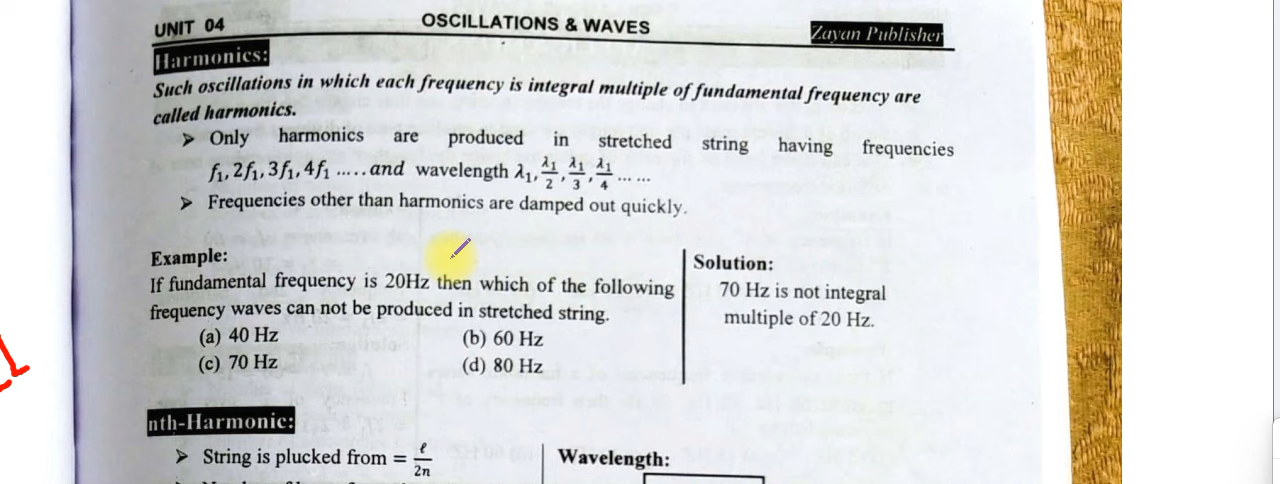 UNIT 04 OSCILLATIONS & WAVES Zayan Publisher
Harmonics:
Such oscillations in which each frequency is integral multiple of fundamental frequency are
called harmonics.
➤ Only harmonics are produced in stretched string having frequencies
f₁, 2f₁, 3f₁, 4f₁ ..... and wavelength λ₁, λ₁/2, λ₁/3, λ₁/4 ... ...
➤ Frequencies other than harmonics are damped out quickly.
Example:
If fundamental frequency is 20Hz then which of the following
frequency waves can not be produced in stretched string.
(a) 40 Hz (b) 60 Hz
(c) 70 Hz (d) 80 Hz
Solution:
70 Hz is not integral
multiple of 20 Hz.
nth-Harmonic:
➤ String is plucked from = ℓ/2n
Wavelength: